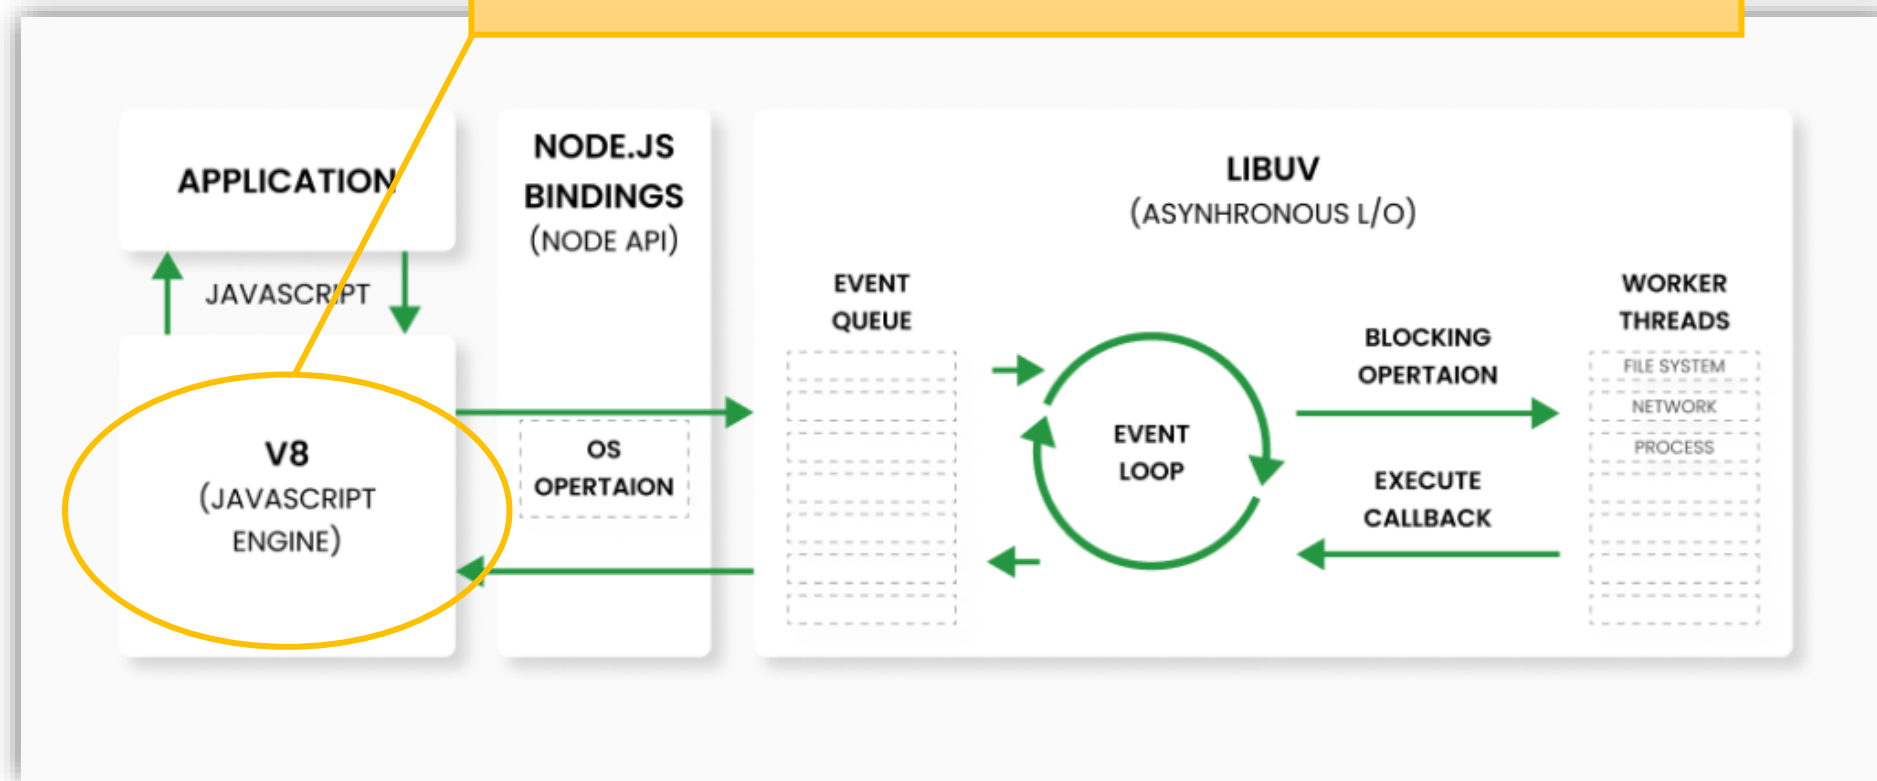 APPLICATION
JAVASCRIPT
V8
(JAVASCRIPT
ENGINE)
NODE.JS
BINDINGS
(NODE API)
OS
OPERTAION
LIBUV
(ASYNHRONOUS L/O)
EVENT
QUEUE
EVENT
LOOP
BLOCKING
OPERTAION
EXECUTE
CALLBACK
WORKER
THREADS
FILE SYSTEM
NETWORK
PROCESS